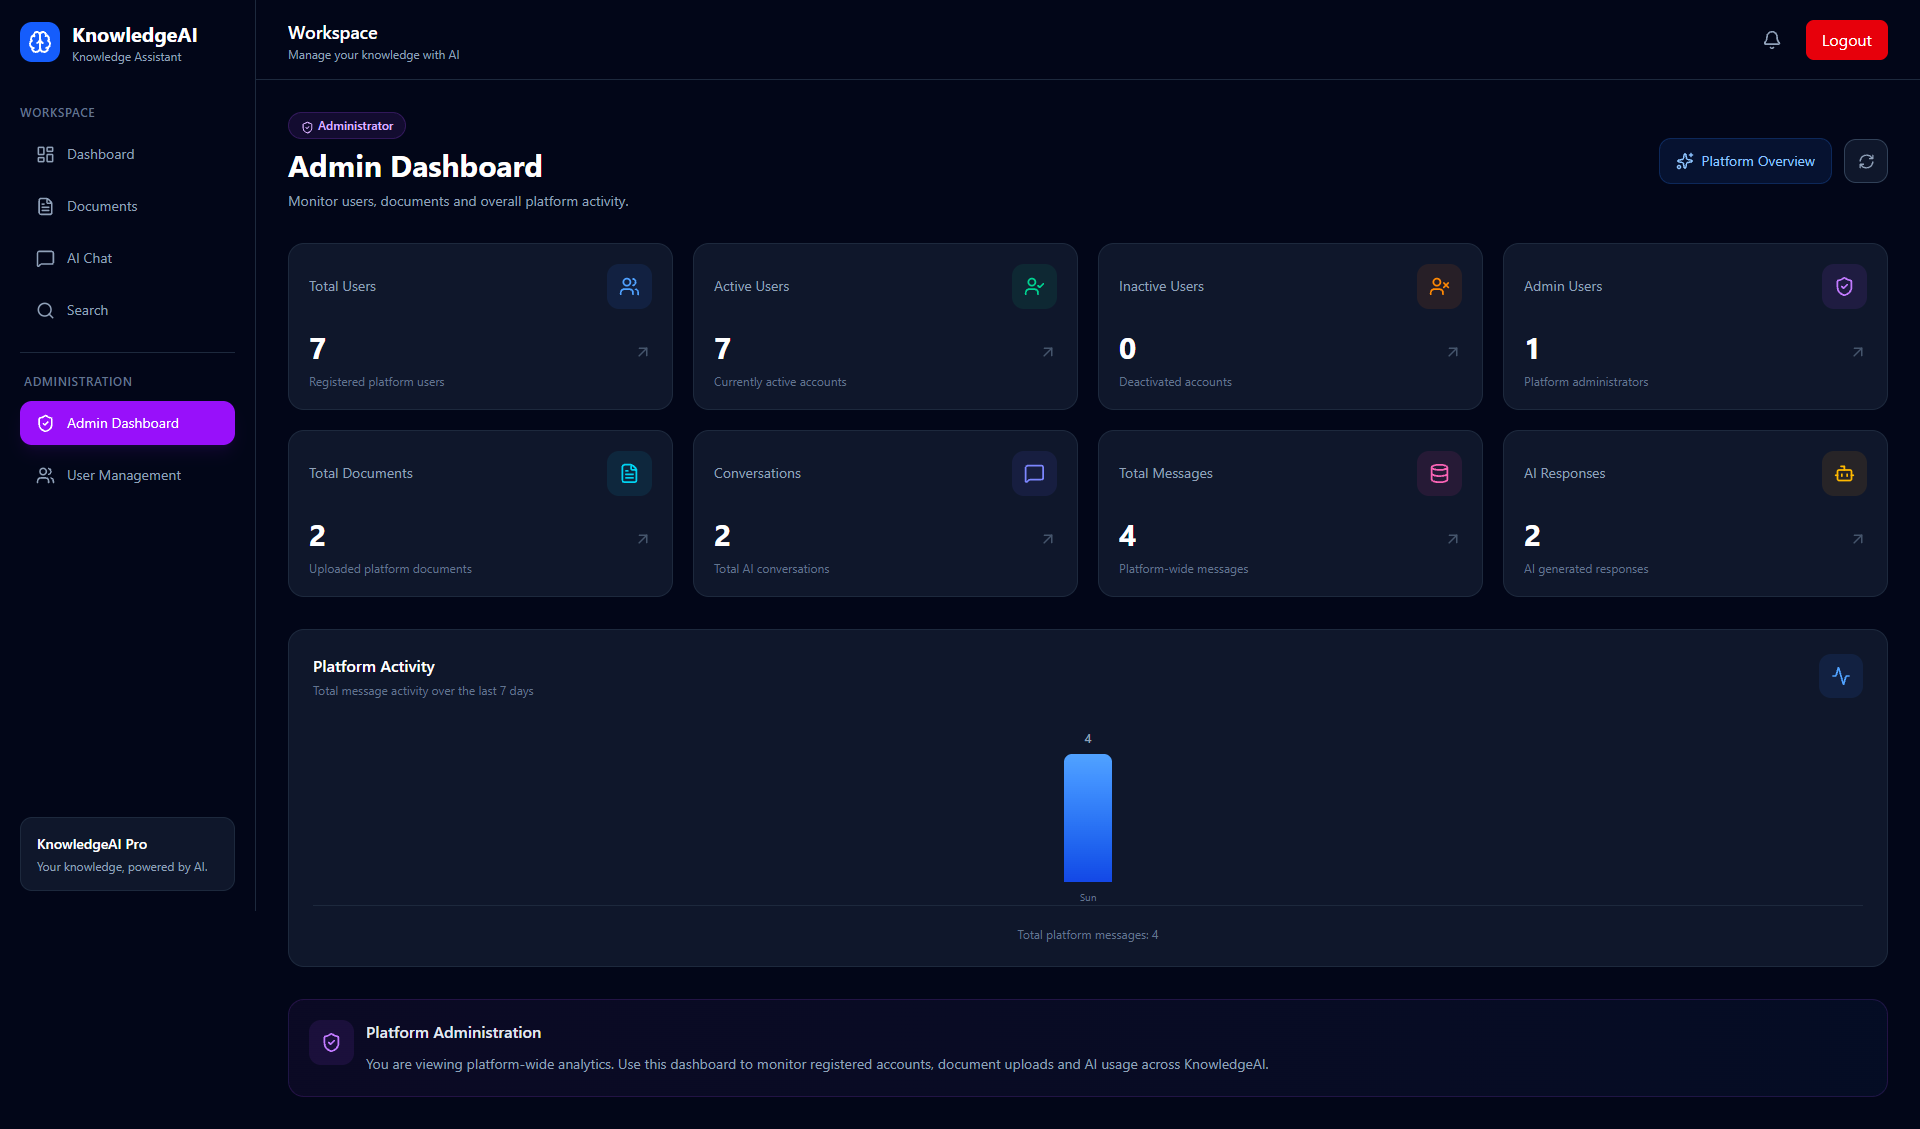 KnowledgeAI
Knowledge Assistant
WORKSPACE
Dashboard
Documents
AI Chat
Search
ADMINISTRATION
Admin Dashboard
User Management
KnowledgeAI Pro
Your knowledge, powered by AI.
Workspace
Manage your knowledge with AI
Logout
Administrator
Admin Dashboard
Monitor users, documents and overall platform activity.
Platform Overview
Total Users
7
Registered platform users
Active Users
7
Currently active accounts
Inactive Users
0
Deactivated accounts
Admin Users
1
Platform administrators
Total Documents
2
Uploaded platform documents
Conversations
2
Total AI conversations
Total Messages
4
Platform-wide messages
AI Responses
2
AI generated responses
Platform Activity
Total message activity over the last 7 days
4
Sun
Total platform messages: 4
Platform Administration
You are viewing platform-wide analytics. Use this dashboard to monitor registered accounts, document uploads and AI usage across KnowledgeAI.